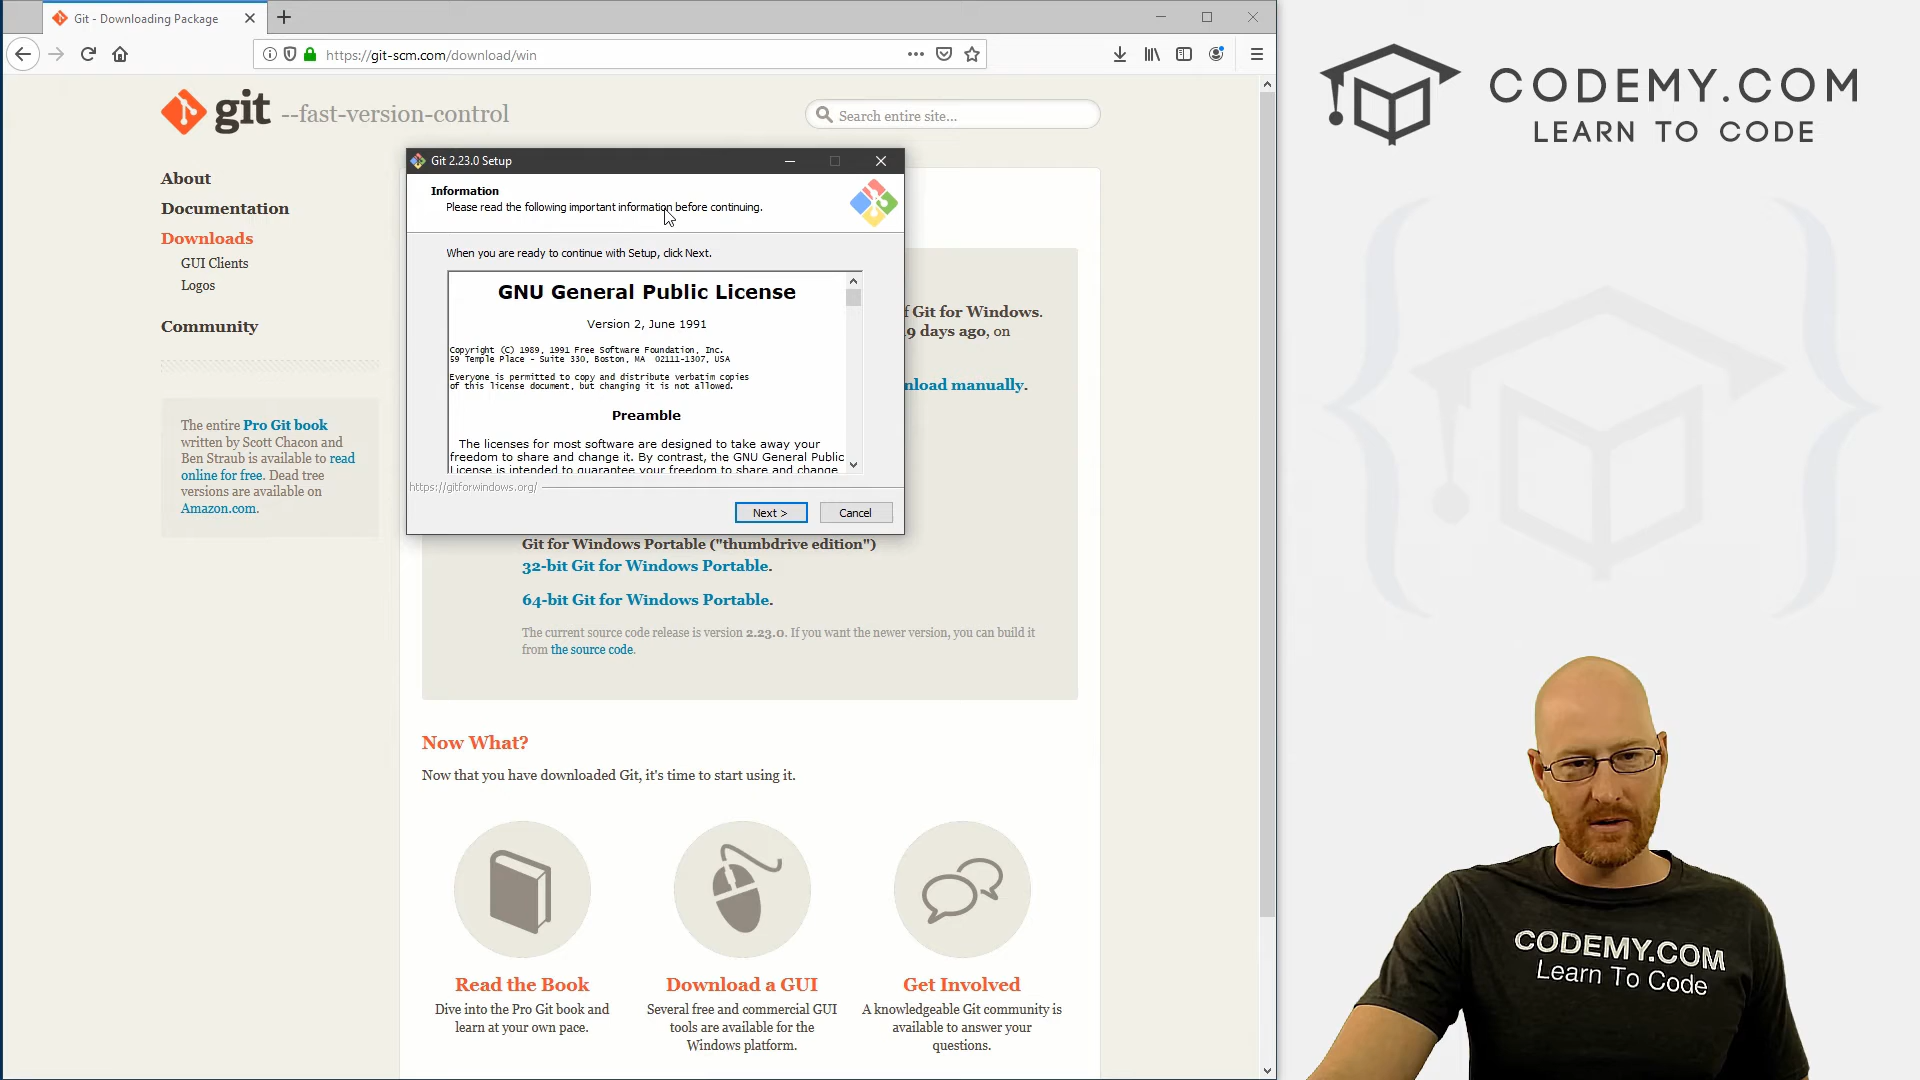 Git - Downloading Package
https://git-scm.com/download/win
git --fast-version-control
Search entire site...
About
Documentation
Downloads
GUI Clients
Logos
Community
The entire Pro Git book
written by Scott Chacon and
Ben Straub is available to read
online for free. Dead tree
versions are available on
Amazon.com.
Git 2.23.0 Setup
Information
Please read the following important information before continuing.
When you are ready to continue with Setup, click Next.
GNU General Public License
Version 2, June 1991
Copyright (C) 1989, 1991 Free Software Foundation, Inc.
59 Temple Place - Suite 330, Boston, MA  02111-1307, USA
Everyone is permitted to copy and distribute verbatim copies
of this license document, but changing it is not allowed.
Preamble
The licenses for most software are designed to take away your
freedom to share and change it. By contrast, the GNU General Public
License is intended to guarantee your freedom to share and change
https://gitforwindows.org/
Next >
Cancel
f Git for Windows.
9 days ago, on
nload manually.
Git for Windows Portable ("thumbdrive edition")
32-bit Git for Windows Portable.
64-bit Git for Windows Portable.
The current source code release is version 2.23.0. If you want the newer version, you can build it
from the source code.
Now What?
Now that you have downloaded Git, it's time to start using it.
Read the Book
Dive into the Pro Git book and
learn at your own pace.
Download a GUI
Several free and commercial GUI
tools are available for the
Windows platform.
Get Involved
A knowledgeable Git community is
available to answer your
questions.
CODEMY.COM
LEARN TO CODE
CODEMY.COM
Learn To Code